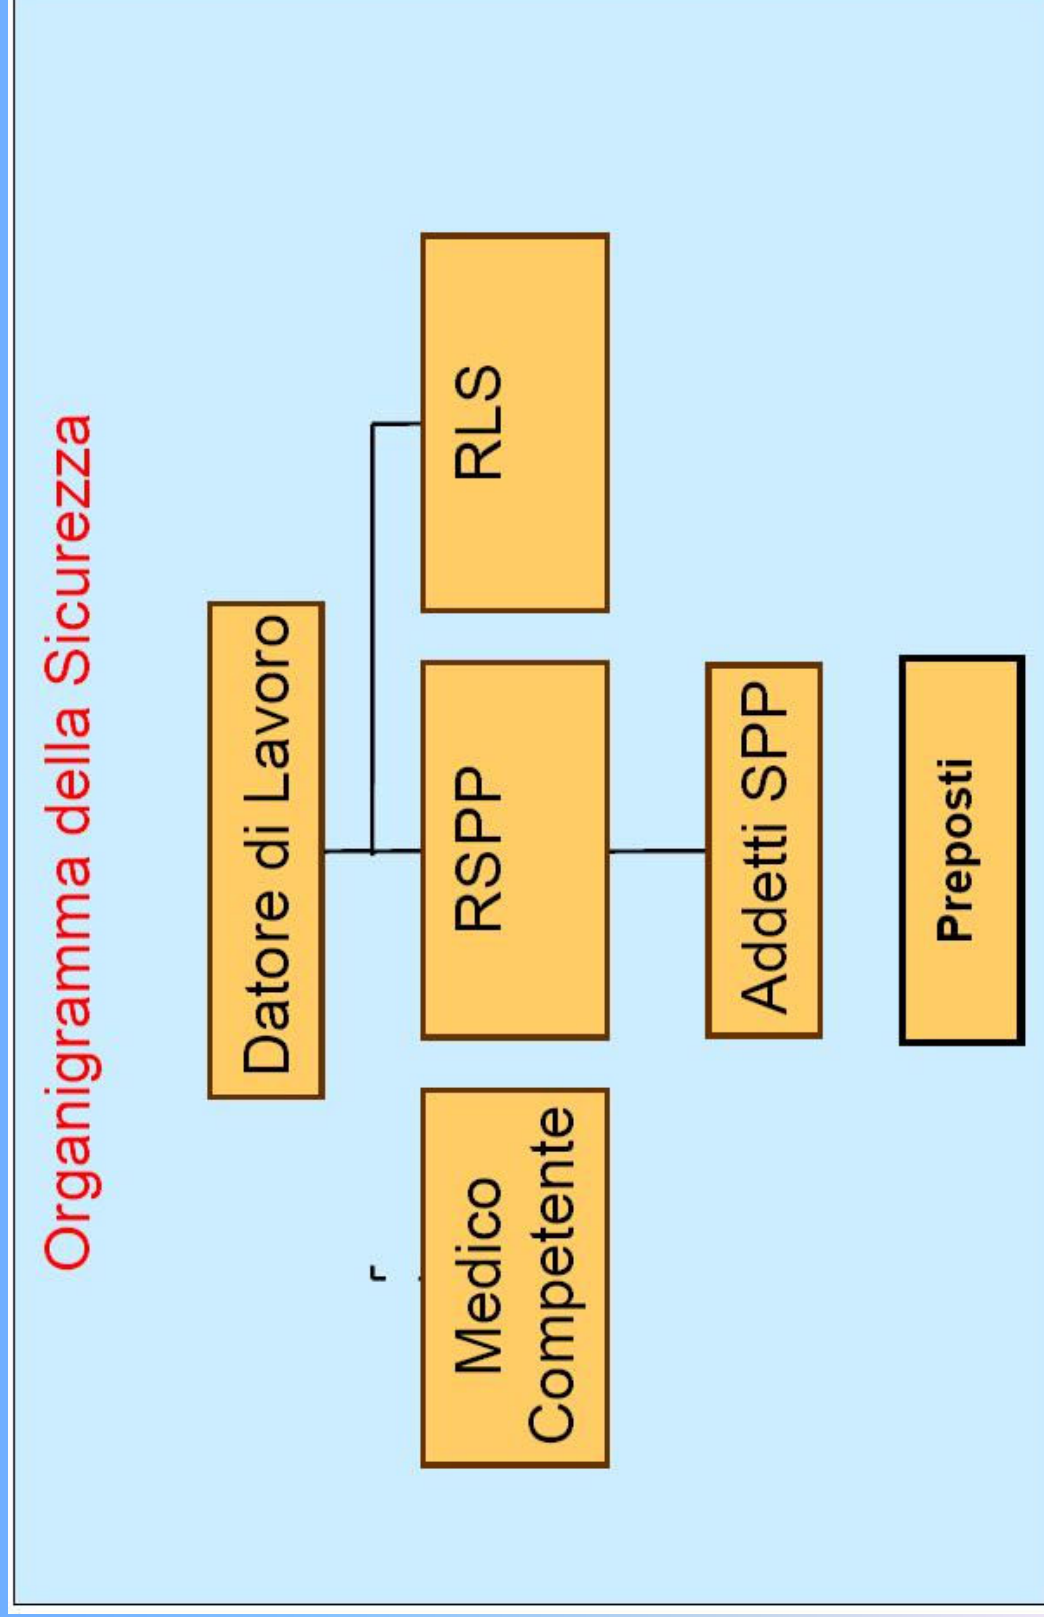 Organigramma della Sicurezza
Datore di Lavoro
Medico
Competente
RSPP
RLS
Addetti SPP
Preposti